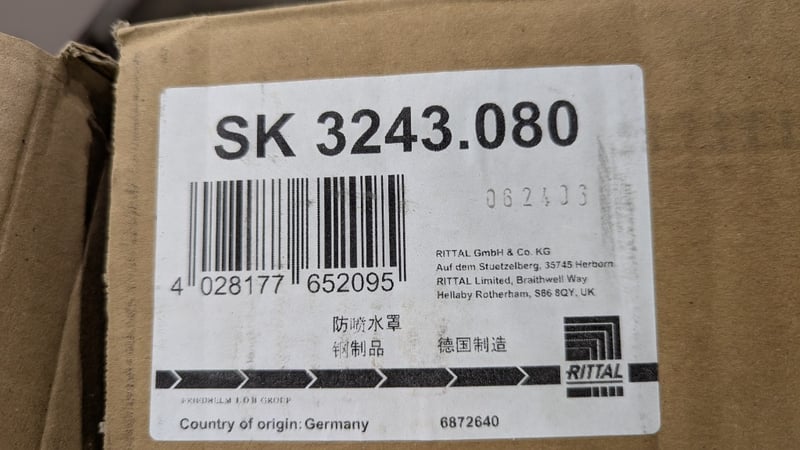 SK 3243.080
062403
4 028177 652095
RITTAL GmbH & Co. KG
Auf dem Stuetzelberg, 35745 Herborn
RITTAL Limited, Braithwell Way
Hellaby Rotherham, S66 8QY, UK
防喷水罩
钢制品 德国制造
RITTAL
FRIEDHELM LOH GROUP
Country of origin: Germany 6872640